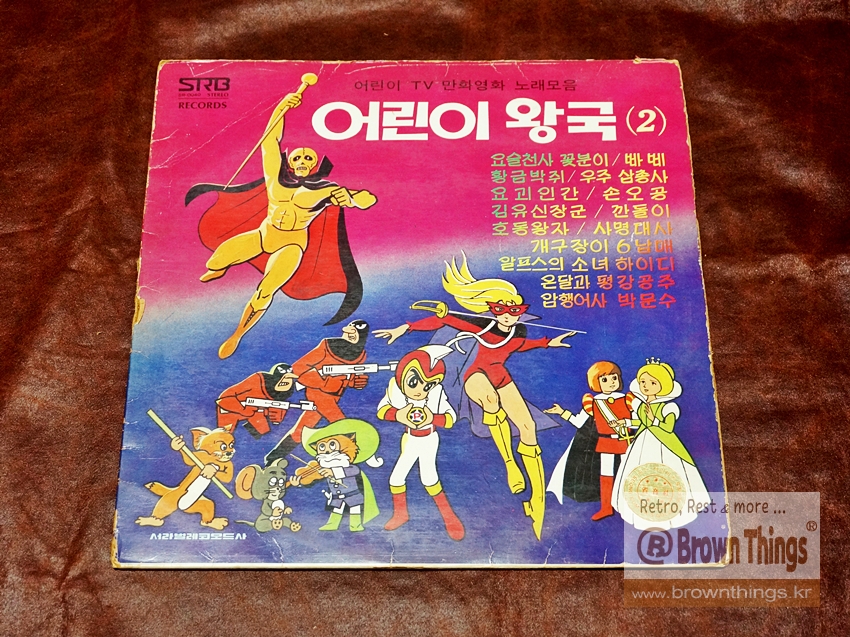 SRB
STEREO
RECORDS
어린이 TV 만화영화 노래모음
어린이 왕국 (2)
요술천사 꽃분이 / 빠삐
황금박쥐 / 우주 삼총사
요괴인간 / 손오공
김유신장군 / 깐돌이
호동왕자 / 사명대사
개구장이 6남매
알프스의 소녀 하이디
온달과 평강공주
암행어사 박문수
서라벌레코오드사
Retro, Rest & more ...
® Brown Things ®
www.brownthings.kr